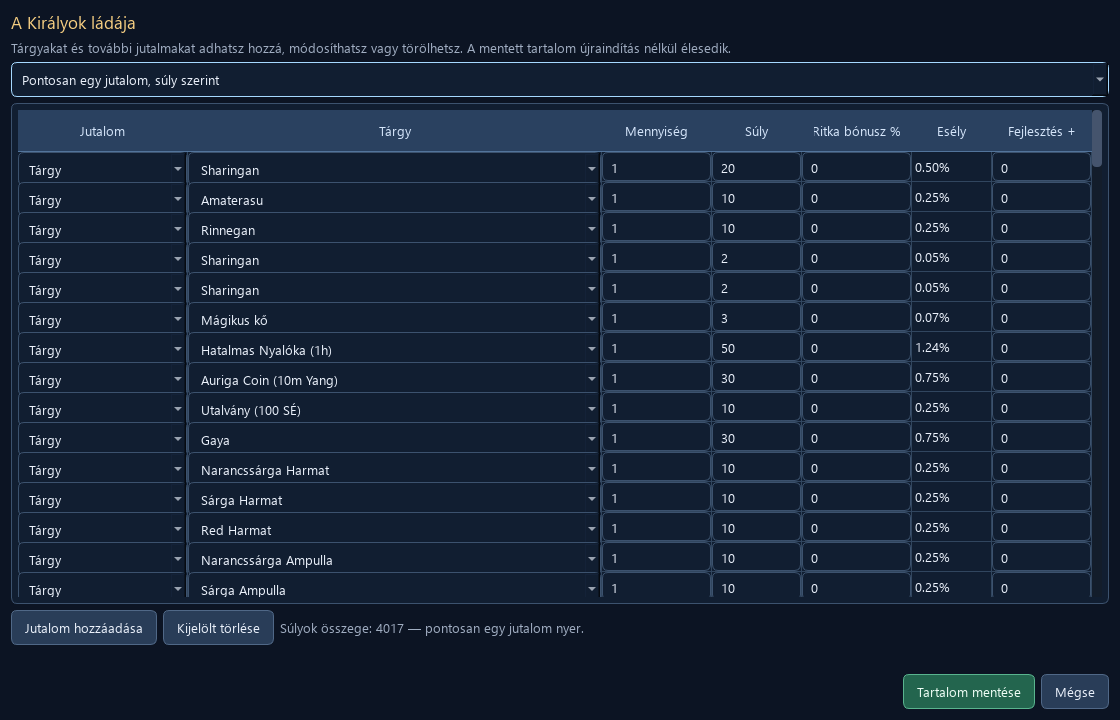 A Királyok ládája
Tárgyakat és további jutalmakat adhatsz hozzá, módosíthatsz vagy törölhetsz. A mentett tartalom újraindítás nélkül élesedik.
Pontosan egy jutalom, súly szerint
Jutalom Tárgy Mennyiség Súly Ritka bónusz % Esély Fejlesztés +
Tárgy Sharingan 1 20 0 0.50% 0
Tárgy Amaterasu 1 10 0 0.25% 0
Tárgy Rinnegan 1 10 0 0.25% 0
Tárgy Sharingan 1 2 0 0.05% 0
Tárgy Sharingan 1 2 0 0.05% 0
Tárgy Mágikus kő 1 3 0 0.07% 0
Tárgy Hatalmas Nyalóka (1h) 1 50 0 1.24% 0
Tárgy Auriga Coin (10m Yang) 1 30 0 0.75% 0
Tárgy Utalvány (100 SÉ) 1 10 0 0.25% 0
Tárgy Gaya 1 30 0 0.75% 0
Tárgy Narancssárga Harmat 1 10 0 0.25% 0
Tárgy Sárga Harmat 1 10 0 0.25% 0
Tárgy Red Harmat 1 10 0 0.25% 0
Tárgy Narancssárga Ampulla 1 10 0 0.25% 0
Tárgy Sárga Ampulla 1 10 0 0.25% 0
Jutalom hozzáadása Kijelölt törlése Súlyok összege: 4017 — pontosan egy jutalom nyer.
Tartalom mentése Mégse